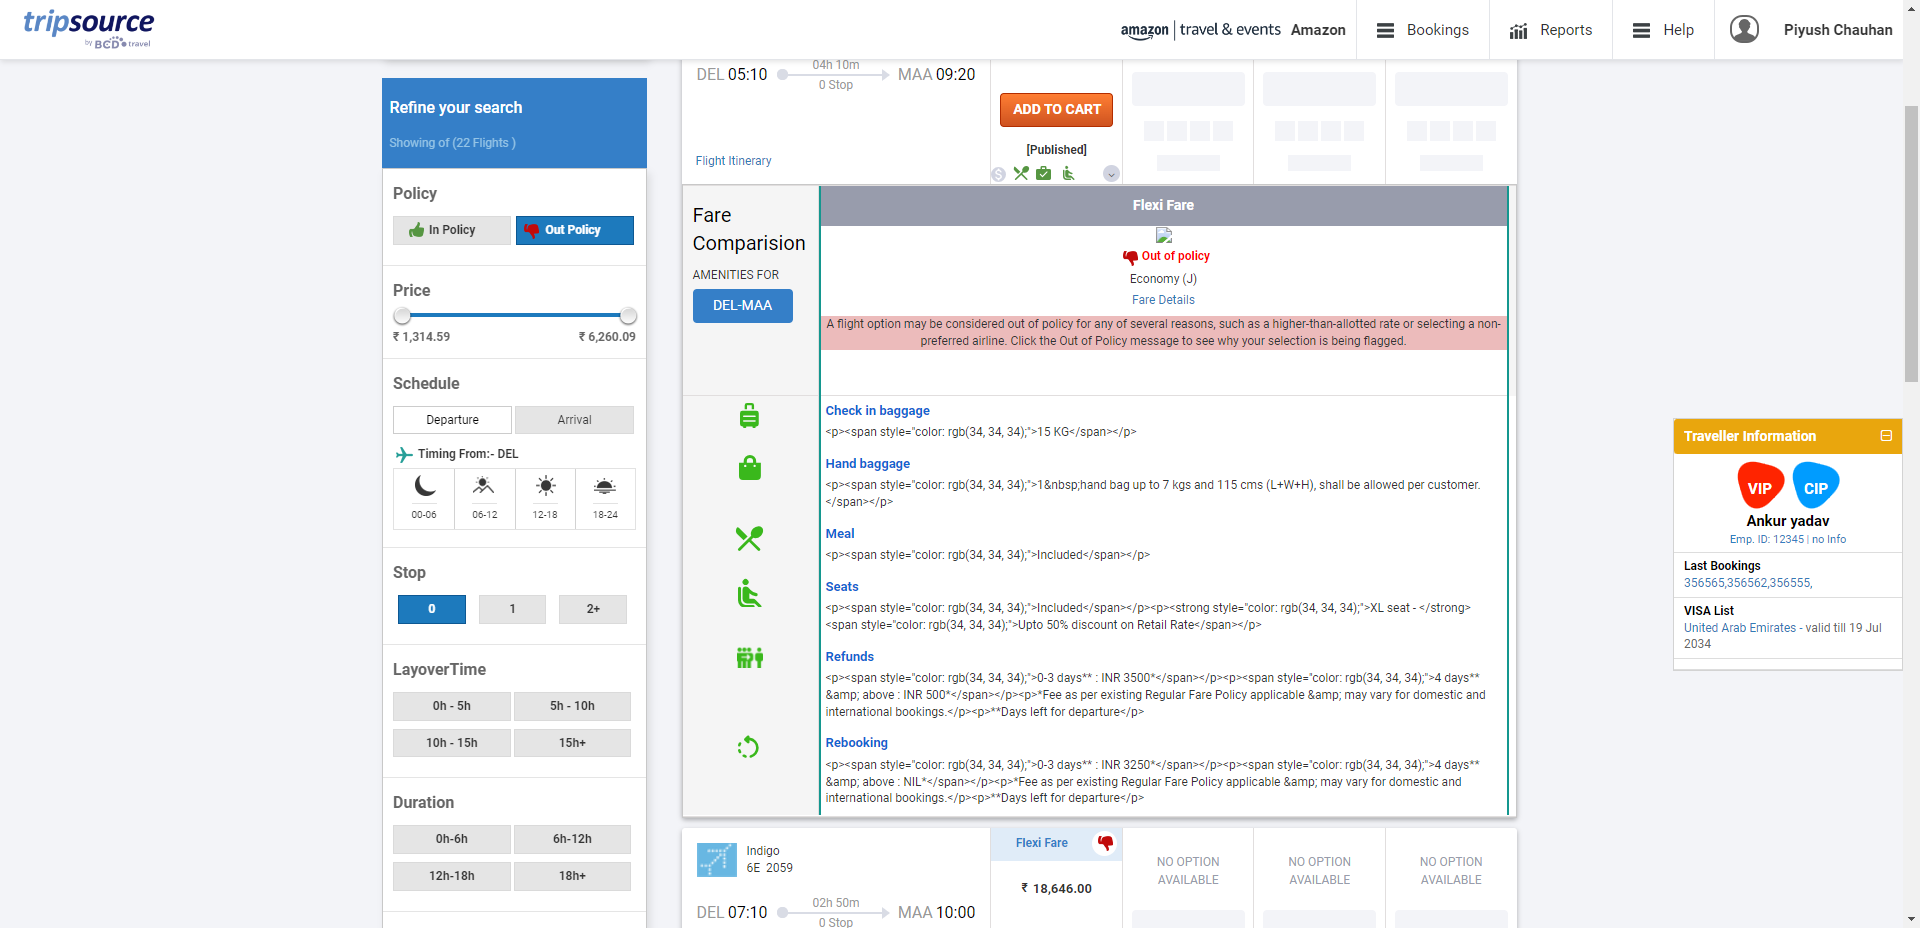 tripsource
by BCD travel
amazon | travel & events Amazon
Bookings
Reports
Help
Piyush Chauhan
Refine your search
Showing of (22 Flights )
Policy
In Policy
Out Policy
Price
₹ 1,314.59
₹ 6,260.09
Schedule
Departure
Arrival
Timing From:- DEL
00-06
06-12
12-18
18-24
Stop
0
1
2+
LayoverTime
0h - 5h
5h - 10h
10h - 15h
15h+
Duration
0h-6h
6h-12h
12h-18h
18h+
DEL 05:10
04h 10m
0 Stop
MAA 09:20
Flight Itinerary
ADD TO CART
[Published]
Fare
Comparision
AMENITIES FOR
DEL-MAA
Flexi Fare
Out of policy
Economy (J)
Fare Details
A flight option may be considered out of policy for any of several reasons, such as a higher-than-allotted rate or selecting a non-
preferred airline. Click the Out of Policy message to see why your selection is being flagged.
Check in baggage
<p><span style="color: rgb(34, 34, 34);">15 KG</span></p>
Hand baggage
<p><span style="color: rgb(34, 34, 34);">1&nbsp;hand bag up to 7 kgs and 115 cms (L+W+H), shall be allowed per customer.
</span></p>
Meal
<p><span style="color: rgb(34, 34, 34);">Included</span></p>
Seats
<p><span style="color: rgb(34, 34, 34);">Included</span></p><p><strong style="color: rgb(34, 34, 34);">XL seat - </strong>
<span style="color: rgb(34, 34, 34);">Upto 50% discount on Retail Rate</span></p>
Refunds
<p><span style="color: rgb(34, 34, 34);">0-3 days** : INR 3500*</span></p><p><span style="color: rgb(34, 34, 34);">4 days**
&amp; above : INR 500*</span></p><p>*Fee as per existing Regular Fare Policy applicable &amp; may vary for domestic and
international bookings.</p><p>**Days left for departure</p>
Rebooking
<p><span style="color: rgb(34, 34, 34);">0-3 days** : INR 3250*</span></p><p><span style="color: rgb(34, 34, 34);">4 days**
&amp; above : NIL*</span></p><p>*Fee as per existing Regular Fare Policy applicable &amp; may vary for domestic and
international bookings.</p><p>**Days left for departure</p>
Indigo
6E 2059
DEL 07:10
02h 50m
0 Stop
MAA 10:00
Flexi Fare
₹ 18,646.00
NO OPTION
AVAILABLE
NO OPTION
AVAILABLE
NO OPTION
AVAILABLE
Traveller Information
VIP
CIP
Ankur yadav
Emp. ID: 12345 | no Info
Last Bookings
356565,356562,356555,
VISA List
United Arab Emirates - valid till 19 Jul
2034